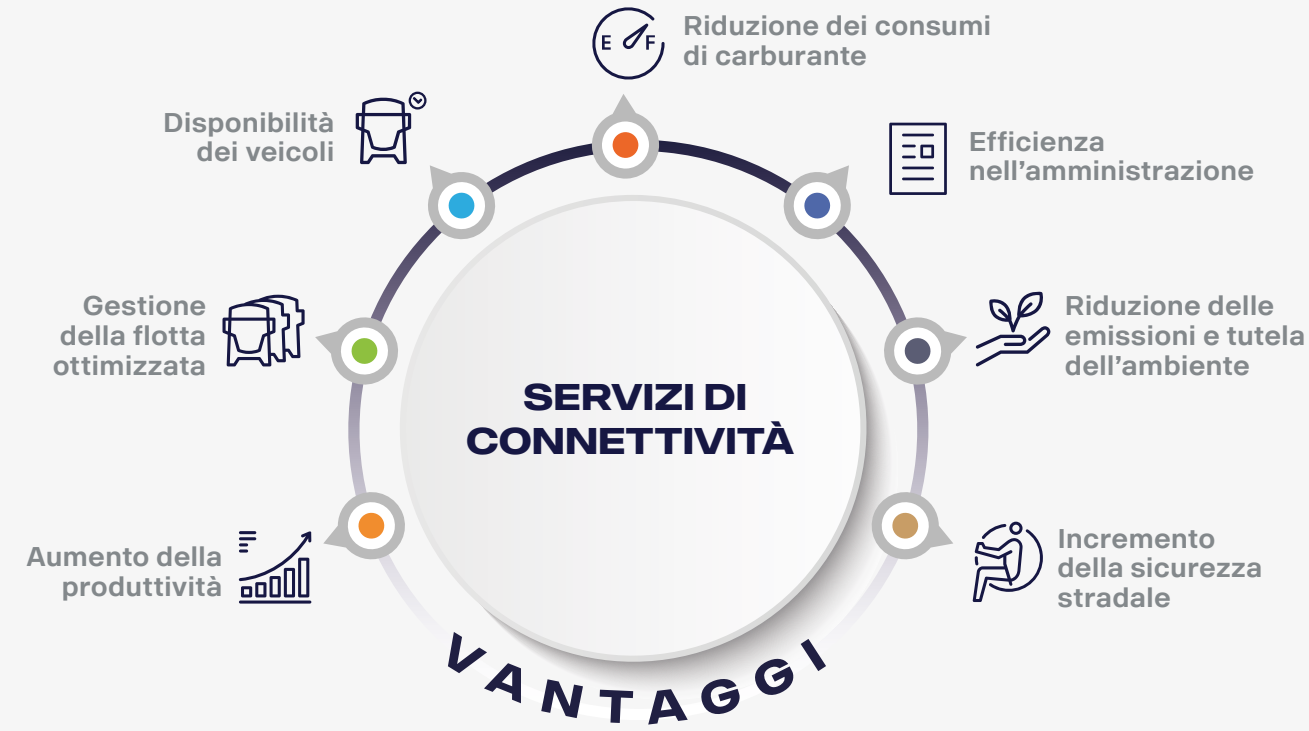 E F
Riduzione dei consumi
di carburante
Disponibilità
dei veicoli
Efficienza
nell’amministrazione
Gestione
della flotta
ottimizzata
Riduzione delle
emissioni e tutela
dell’ambiente
SERVIZI DI
CONNETTIVITÀ
Aumento della
produttività
Incremento
della sicurezza
stradale
VANTAGGI